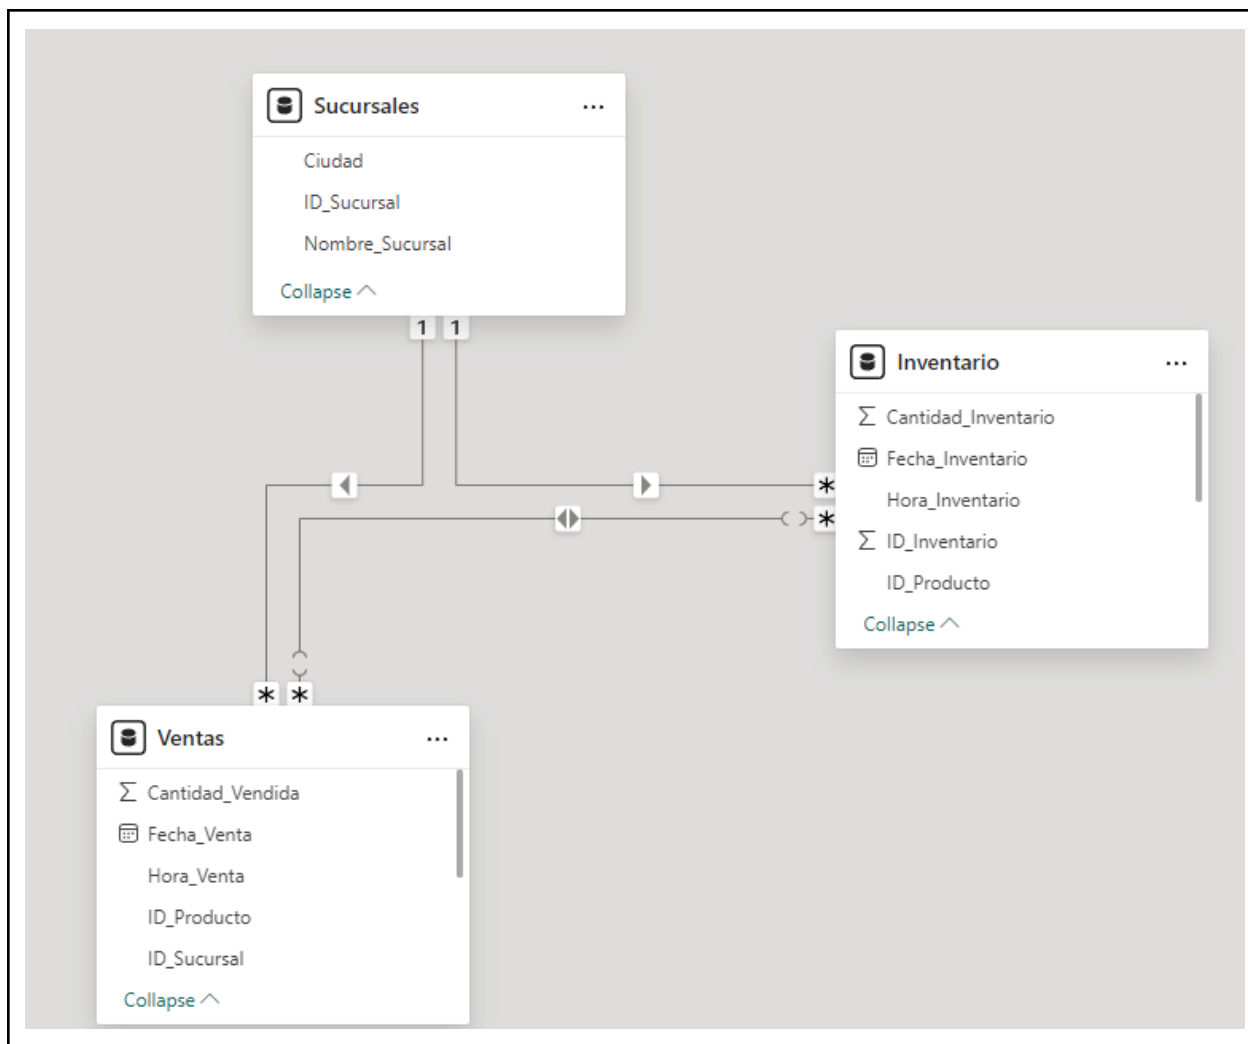 Sucursales
Ciudad
ID_Sucursal
Nombre_Sucursal
Collapse
1 1
Inventario
Cantidad_Inventario
Fecha_Inventario
Hora_Inventario
ID_Inventario
ID_Producto
Collapse
*
*
* *
Ventas
Cantidad_Vendida
Fecha_Venta
Hora_Venta
ID_Producto
ID_Sucursal
Collapse